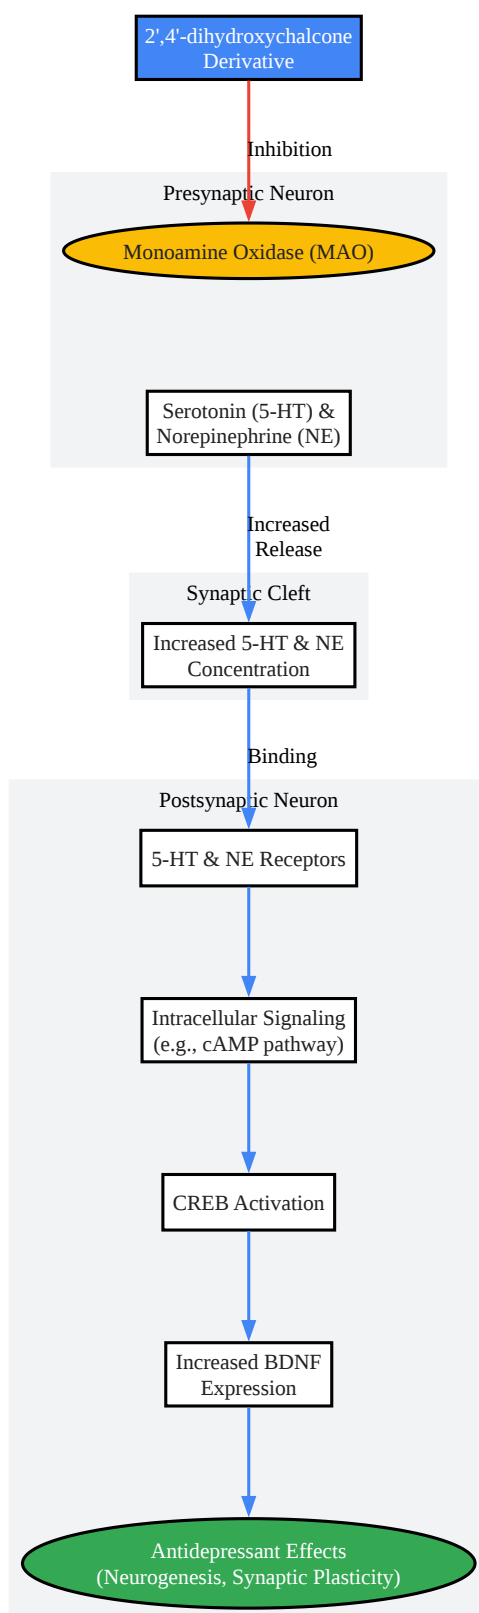 2',4'-dihydroxychalcone
Derivative
Inhibition
Presynaptic Neuron
Monoamine Oxidase (MAO)
Serotonin (5-HT) &
Norepinephrine (NE)
Increased
Release
Synaptic Cleft
Increased 5-HT & NE
Concentration
Binding
Postsynaptic Neuron
5-HT & NE Receptors
Intracellular Signaling
(e.g., cAMP pathway)
CREB Activation
Increased BDNF
Expression
Antidepressant Effects
(Neurogenesis, Synaptic Plasticity)